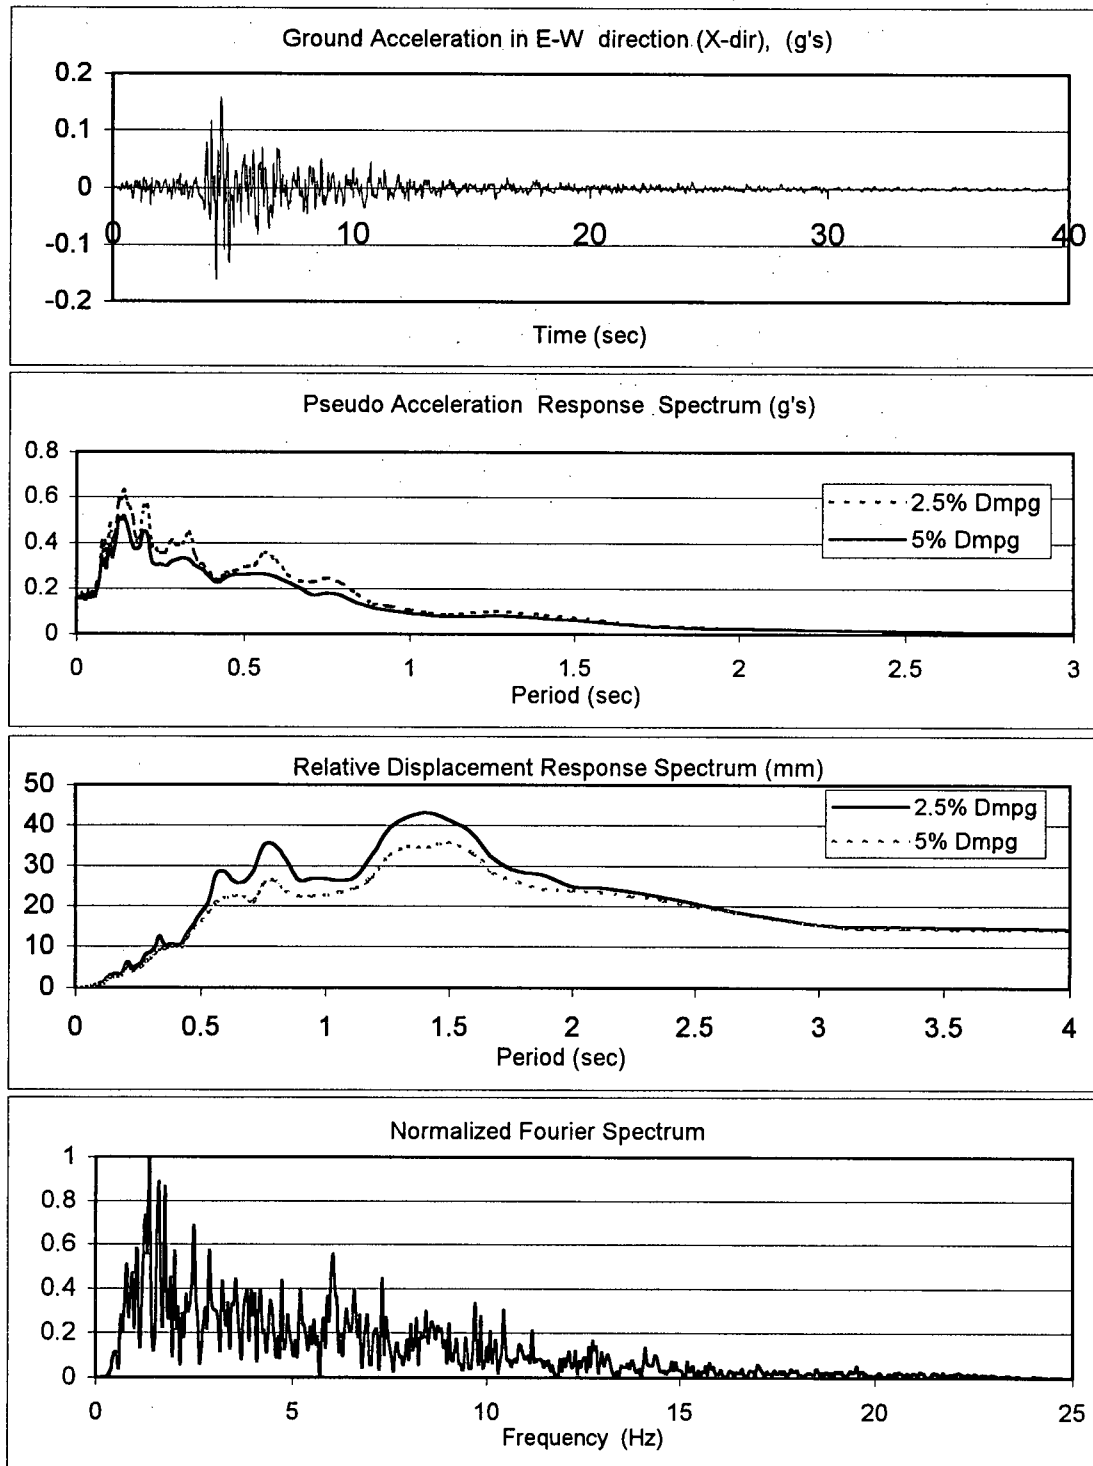 Ground Acceleration in E-W direction (X-dir), (g's)
0.2
0.1
0
-0.1
-0.2
0 10 20 30 40
Time (sec)
Pseudo Acceleration Response Spectrum (g's)
0.8
0.6
0.4
0.2
0
2.5% Dmpg
5% Dmpg
0 0.5 1 1.5 2 2.5 3
Period (sec)
Relative Displacement Response Spectrum (mm)
50
40
30
20
10
0
2.5% Dmpg
5% Dmpg
0 0.5 1 1.5 2 2.5 3 3.5 4
Period (sec)
Normalized Fourier Spectrum
1
0.8
0.6
0.4
0.2
0
0 5 10 15 20 25
Frequency (Hz)